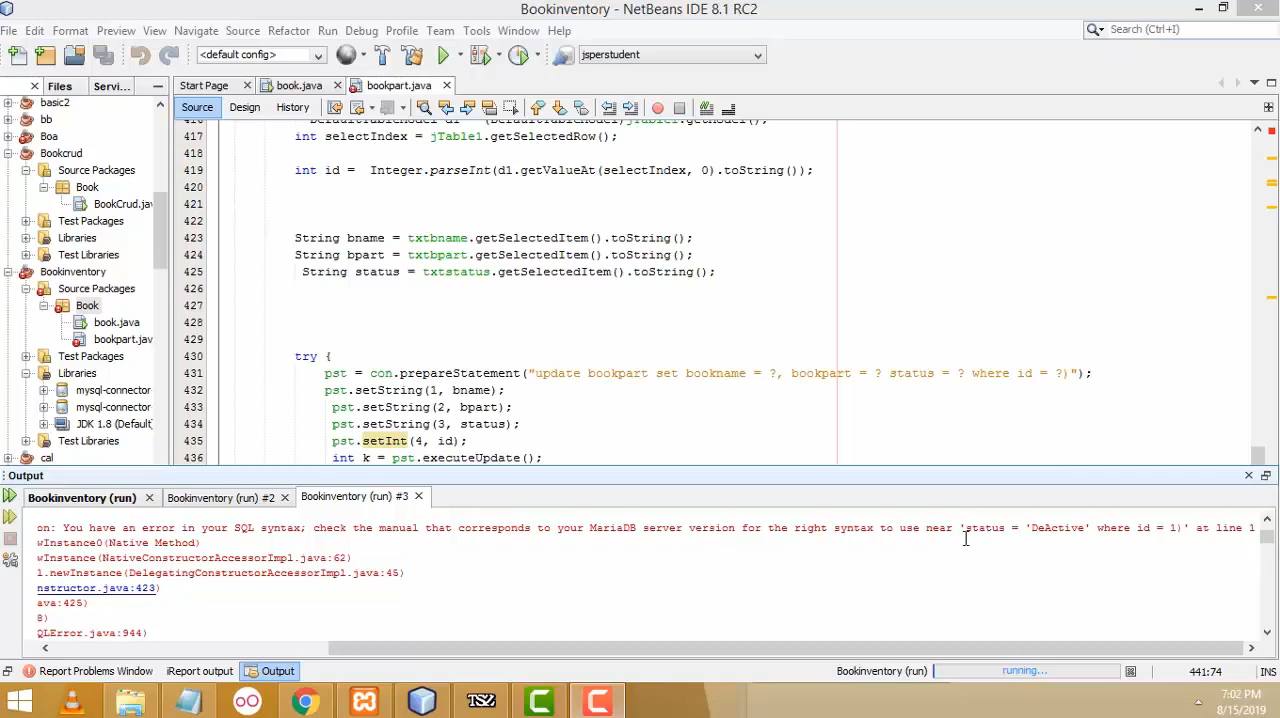 Bookinventory - NetBeans IDE 8.1 RC2
File Edit Format Preview View Navigate Source Refactor Run Debug Profile Team Tools Window Help
Search (Ctrl+I)
<default config>
jsperstudent
Files Servi...
Start Page book.java bookpart.java
Source Design History
basic2
bb
Boa
Bookcrud
Source Packages
Book
BookCrud.jav
Test Packages
Libraries
Test Libraries
Bookinventory
Source Packages
Book
book.java
bookpart.jav
Test Packages
Libraries
mysql-connector
mysql-connector
JDK 1.8 (Default)
Test Libraries
cal
417 int selectIndex = jTable1.getSelectedRow();
418
419 int id = Integer.parseInt(d1.getValueAt(selectIndex, 0).toString());
420
421
422
423 String bname = txtbname.getSelectedItem().toString();
424 String bpart = txtbpart.getSelectedItem().toString();
425 String status = txtstatus.getSelectedItem().toString();
426
427
428
429
430 try {
431 pst = con.prepareStatement("update bookpart set bookname = ?, bookpart = ? status = ? where id = ?)");
432 pst.setString(1, bname);
433 pst.setString(2, bpart);
434 pst.setString(3, status);
435 pst.setInt(4, id);
436 int k = pst.executeUpdate();
Output
Bookinventory (run) Bookinventory (run) #2 Bookinventory (run) #3
on: You have an error in your SQL syntax; check the manual that corresponds to your MariaDB server version for the right syntax to use near 'status = 'DeActive' where id = 1)' at line 1
wInstance0(Native Method)
wInstance(NativeConstructorAccessorImpl.java:62)
l.newInstance(DelegatingConstructorAccessorImpl.java:45)
nstructor.java:423)
ava:425)
8)
QLError.java:944)
Report Problems Window iReport output Output
Bookinventory (run) running...
441:74 INS
7:02 PM
8/15/2019